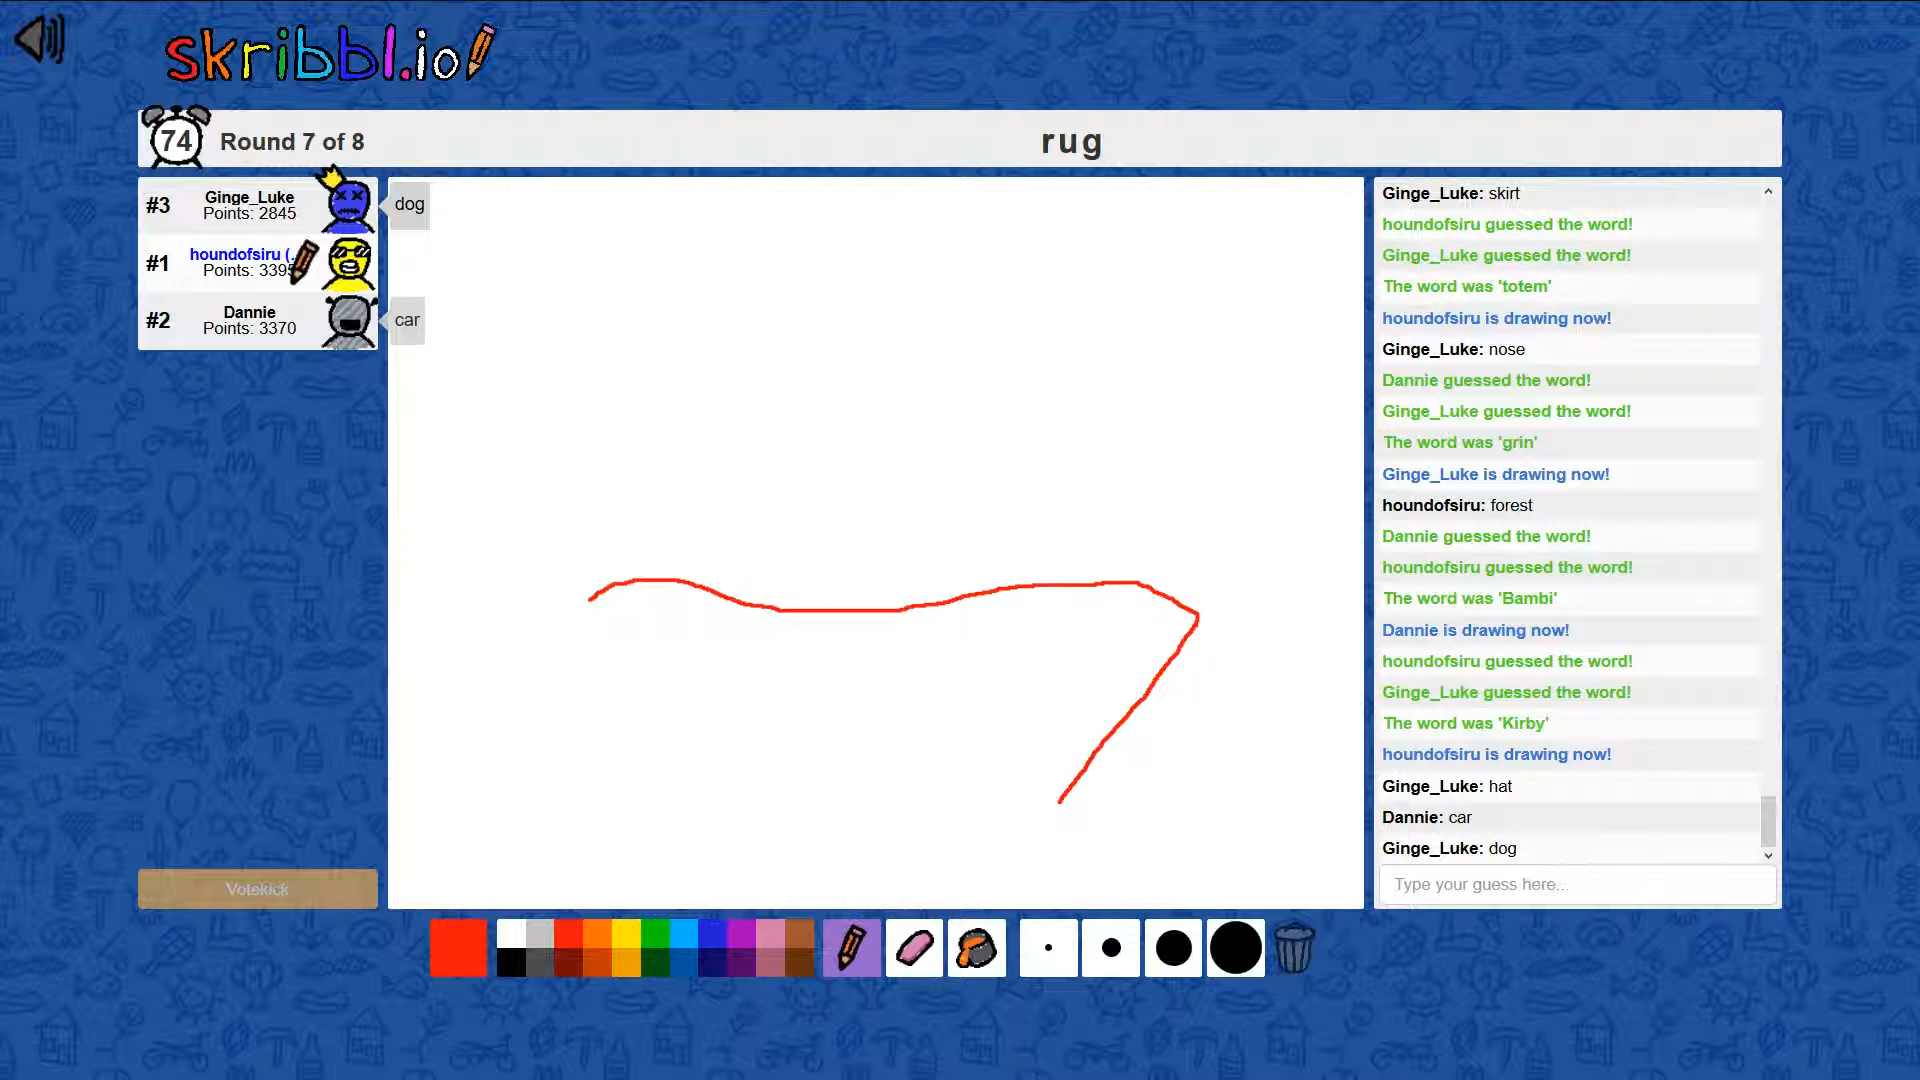 skribbl.io
74
Round 7 of 8
rug
#3
Ginge_Luke
Points: 2845
dog
#1
houndofsiru (.
Points: 3395
#2
Dannie
Points: 3370
car
Votekick
Ginge_Luke: skirt
houndofsiru guessed the word!
Ginge_Luke guessed the word!
The word was 'totem'
houndofsiru is drawing now!
Ginge_Luke: nose
Dannie guessed the word!
Ginge_Luke guessed the word!
The word was 'grin'
Ginge_Luke is drawing now!
houndofsiru: forest
Dannie guessed the word!
houndofsiru guessed the word!
The word was 'Bambi'
Dannie is drawing now!
houndofsiru guessed the word!
Ginge_Luke guessed the word!
The word was 'Kirby'
houndofsiru is drawing now!
Ginge_Luke: hat
Dannie: car
Ginge_Luke: dog
Type your guess here...